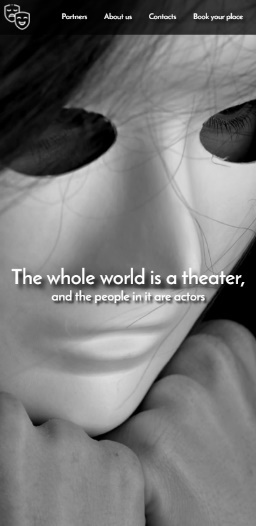 Partners About us Contacts Book your place
The whole world is a theater,
and the people in it are actors